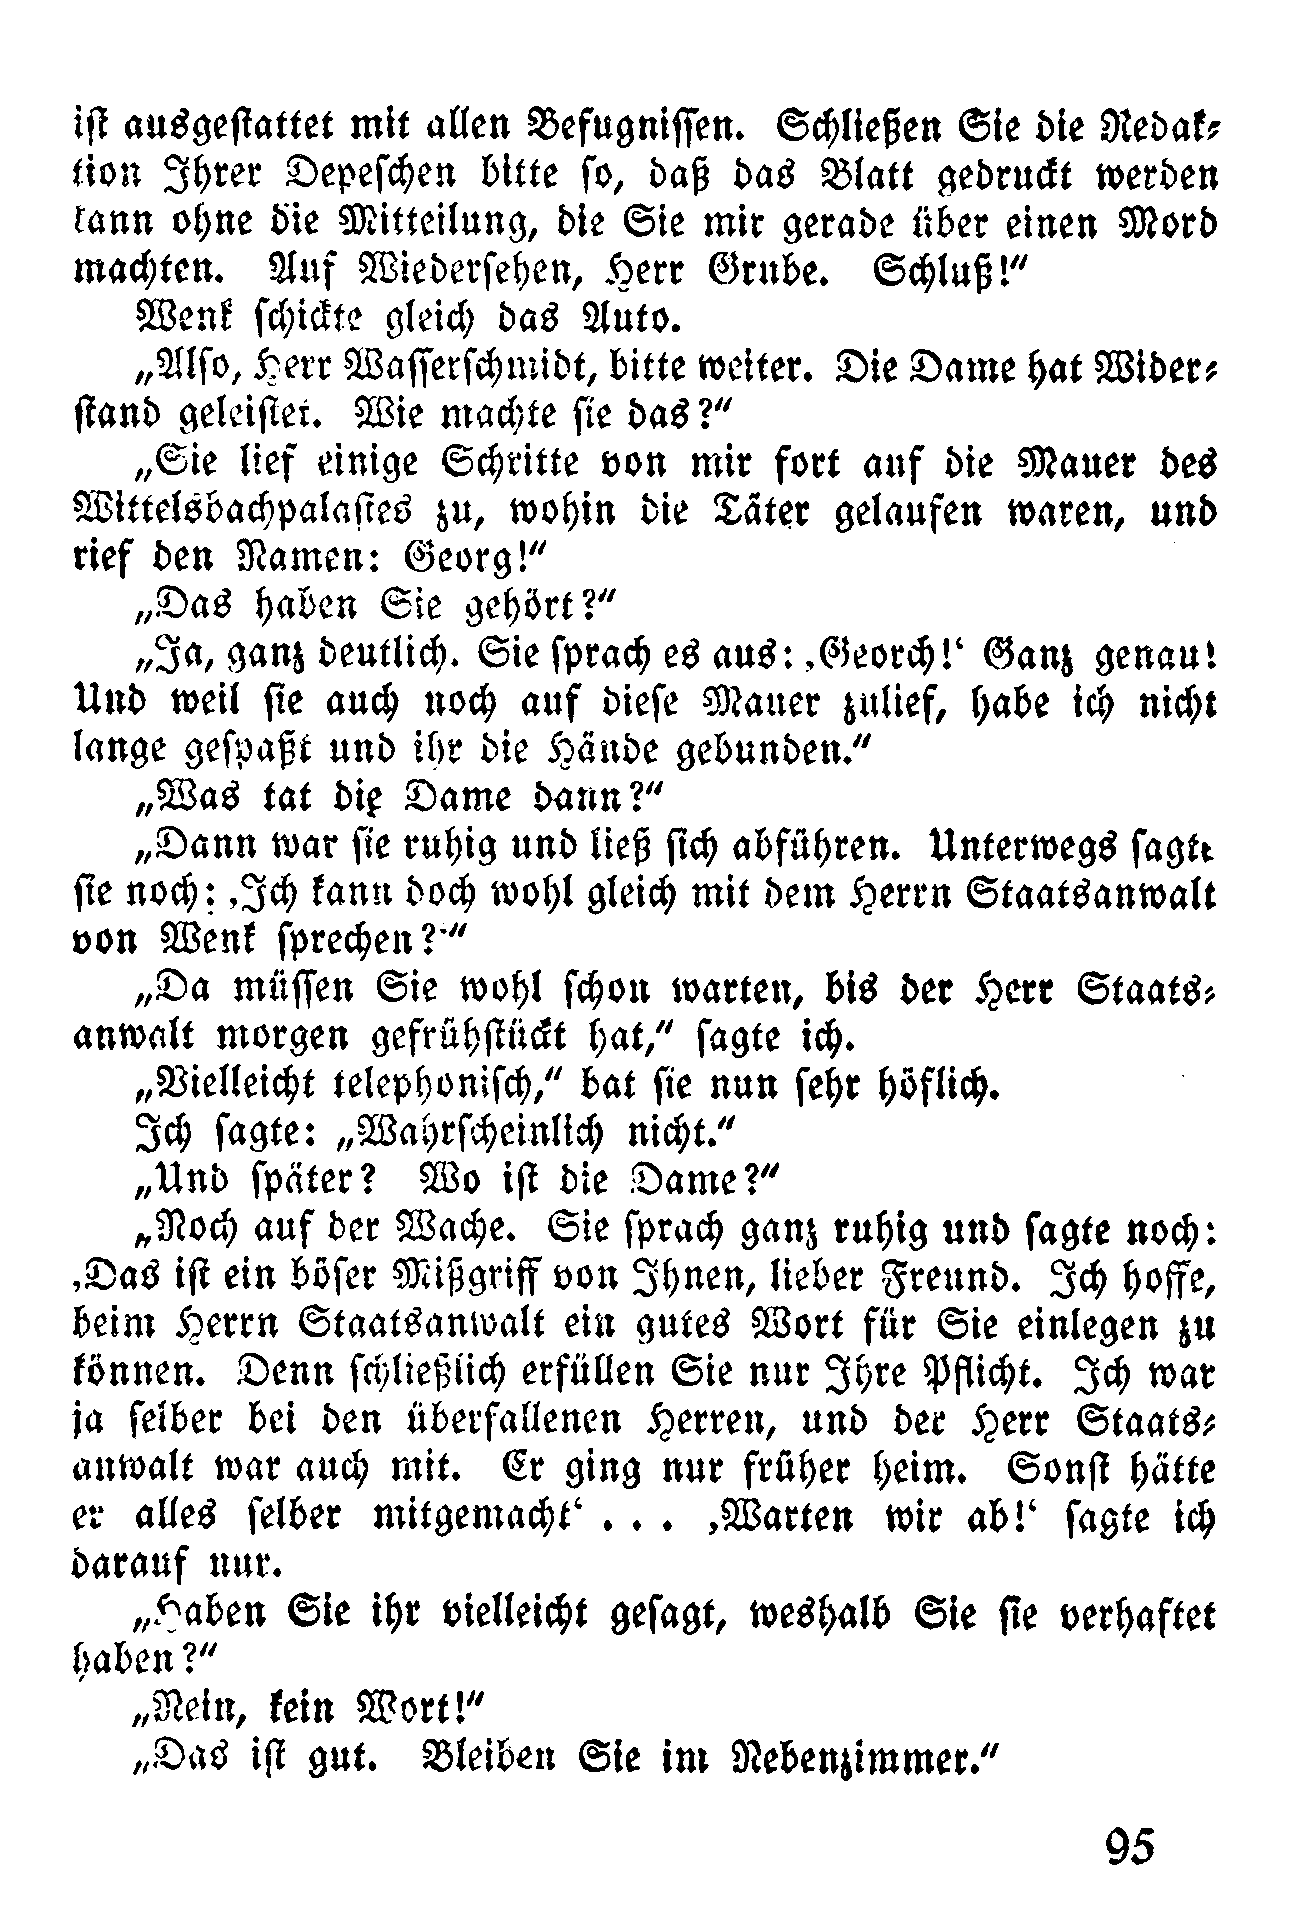 ist ausgestattet mit allen Befugnissen. Schließen Sie die Redak-
tion Ihrer Depeschen bitte so, daß das Blatt gedruckt werden
kann ohne die Mitteilung, die Sie mir gerade über einen Mord
machten. Auf Wiedersehen, Herr Grube. Schluß!“
Wenk schickte gleich das Auto.
„Also, Herr Wasserschmidt, bitte weiter. Die Dame hat Wider-
stand geleistet. Wie machte sie das?“
„Sie lief einige Schritte von mir fort auf die Mauer des
Wittelsbachpalastes zu, wohin die Täter gelaufen waren, und
rief den Namen: Georg!“
„Das haben Sie gehört?“
„Ja, ganz deutlich. Sie sprach es aus: ‚Georch!‘ Ganz genau!
Und weil sie auch noch auf diese Mauer zulief, habe ich nicht
lange gespaßt und ihr die Hände gebunden.“
„Was tat die Dame dann?“
„Dann war sie ruhig und ließ sich abführen. Unterwegs sagte
sie noch: ‚Ich kann doch wohl gleich mit dem Herrn Staatsanwalt
von Wenk sprechen?‘“
„Da müssen Sie wohl schon warten, bis der Herr Staats-
anwalt morgen gefrühstückt hat,“ sagte ich.
„Vielleicht telephonisch,“ bat sie nun sehr höflich.
Ich sagte: „Wahrscheinlich nicht.“
„Und später? Wo ist die Dame?“
„Noch auf der Wache. Sie sprach ganz ruhig und sagte noch:
‚Das ist ein böser Mißgriff von Ihnen, lieber Freund. Ich hoffe,
beim Herrn Staatsanwalt ein gutes Wort für Sie einlegen zu
können. Denn schließlich erfüllen Sie nur Ihre Pflicht. Ich war
ja selber bei den überfallenen Herren, und der Herr Staats-
anwalt war auch mit. Er ging nur früher heim. Sonst hätte
er alles selber mitgemacht‘ . . . ‚Warten wir ab!‘ sagte ich
darauf nur.
„Haben Sie ihr vielleicht gesagt, weshalb Sie sie verhaftet
haben?“
„Nein, kein Wort!“
„Das ist gut. Bleiben Sie im Nebenzimmer.“
95